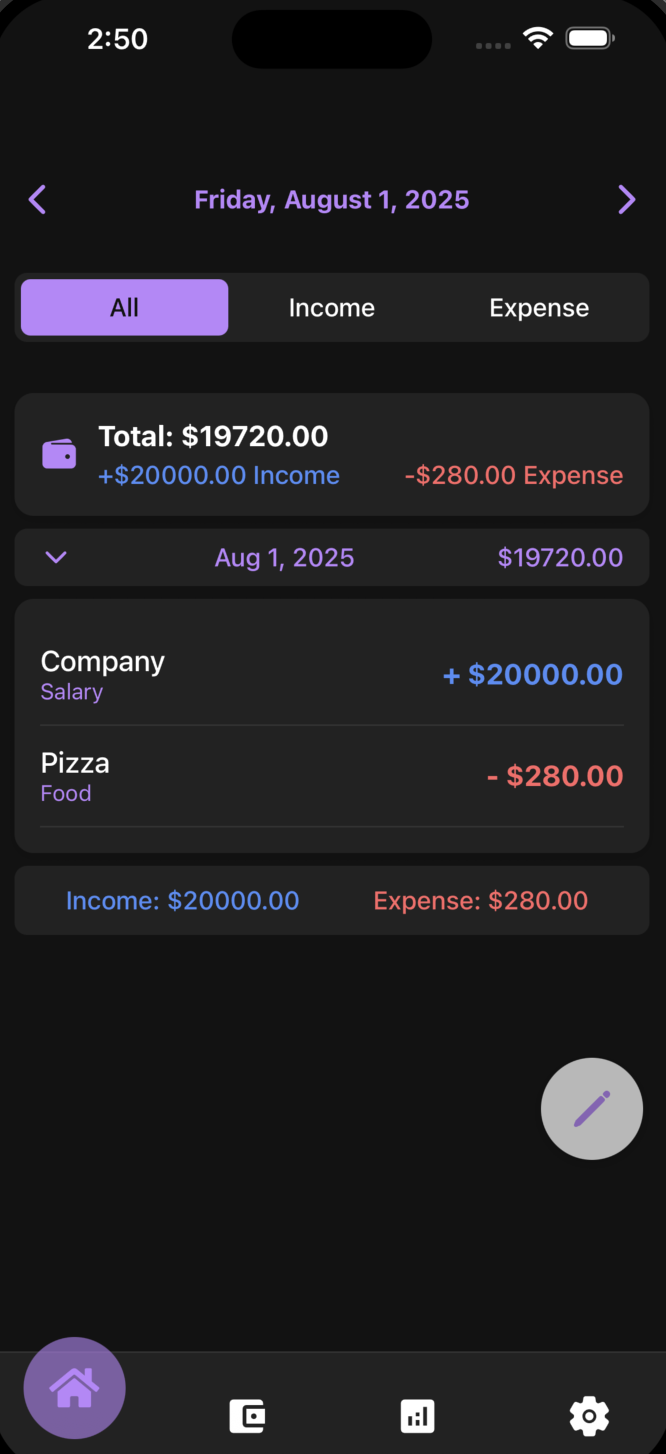 2:50
Friday, August 1, 2025
All Income Expense
Total: $19720.00
+$20000.00 Income -$280.00 Expense
Aug 1, 2025 $19720.00
Company
Salary
+ $20000.00
Pizza
Food
- $280.00
Income: $20000.00 Expense: $280.00